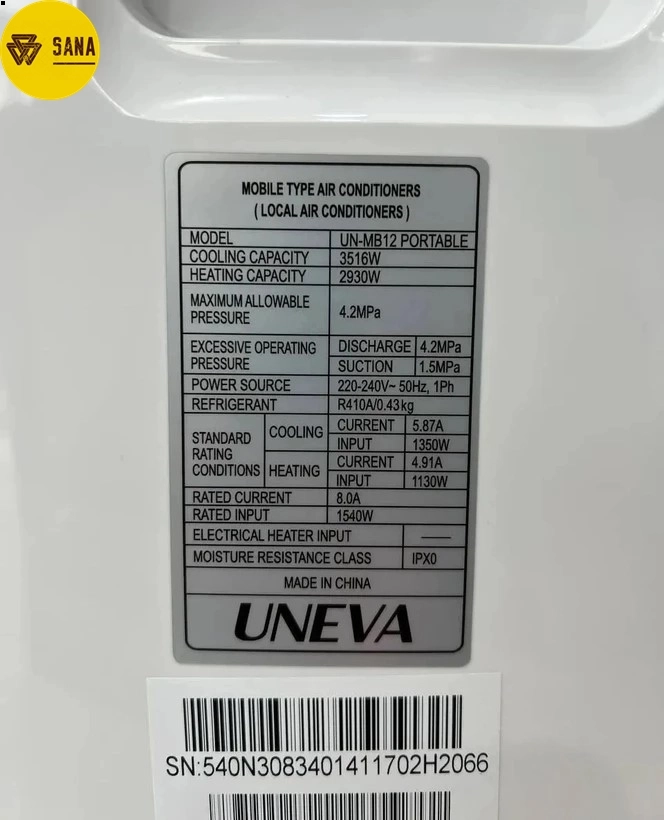 SANA
MOBILE TYPE AIR CONDITIONERS
( LOCAL AIR CONDITIONERS )
MODEL UN-MB12 PORTABLE
COOLING CAPACITY 3516W
HEATING CAPACITY 2930W
MAXIMUM ALLOWABLE
PRESSURE 4.2MPa
EXCESSIVE OPERATING
PRESSURE
DISCHARGE 4.2MPa
SUCTION 1.5MPa
POWER SOURCE 220-240V~ 50Hz, 1Ph
REFRIGERANT R410A/0.43kg
STANDARD
RATING
CONDITIONS
COOLING
CURRENT 5.87A
INPUT 1350W
HEATING
CURRENT 4.91A
INPUT 1130W
RATED CURRENT 8.0A
RATED INPUT 1540W
ELECTRICAL HEATER INPUT ——
MOISTURE RESISTANCE CLASS IPX0
MADE IN CHINA
UNEVA
SN:540N3083401411702H2066